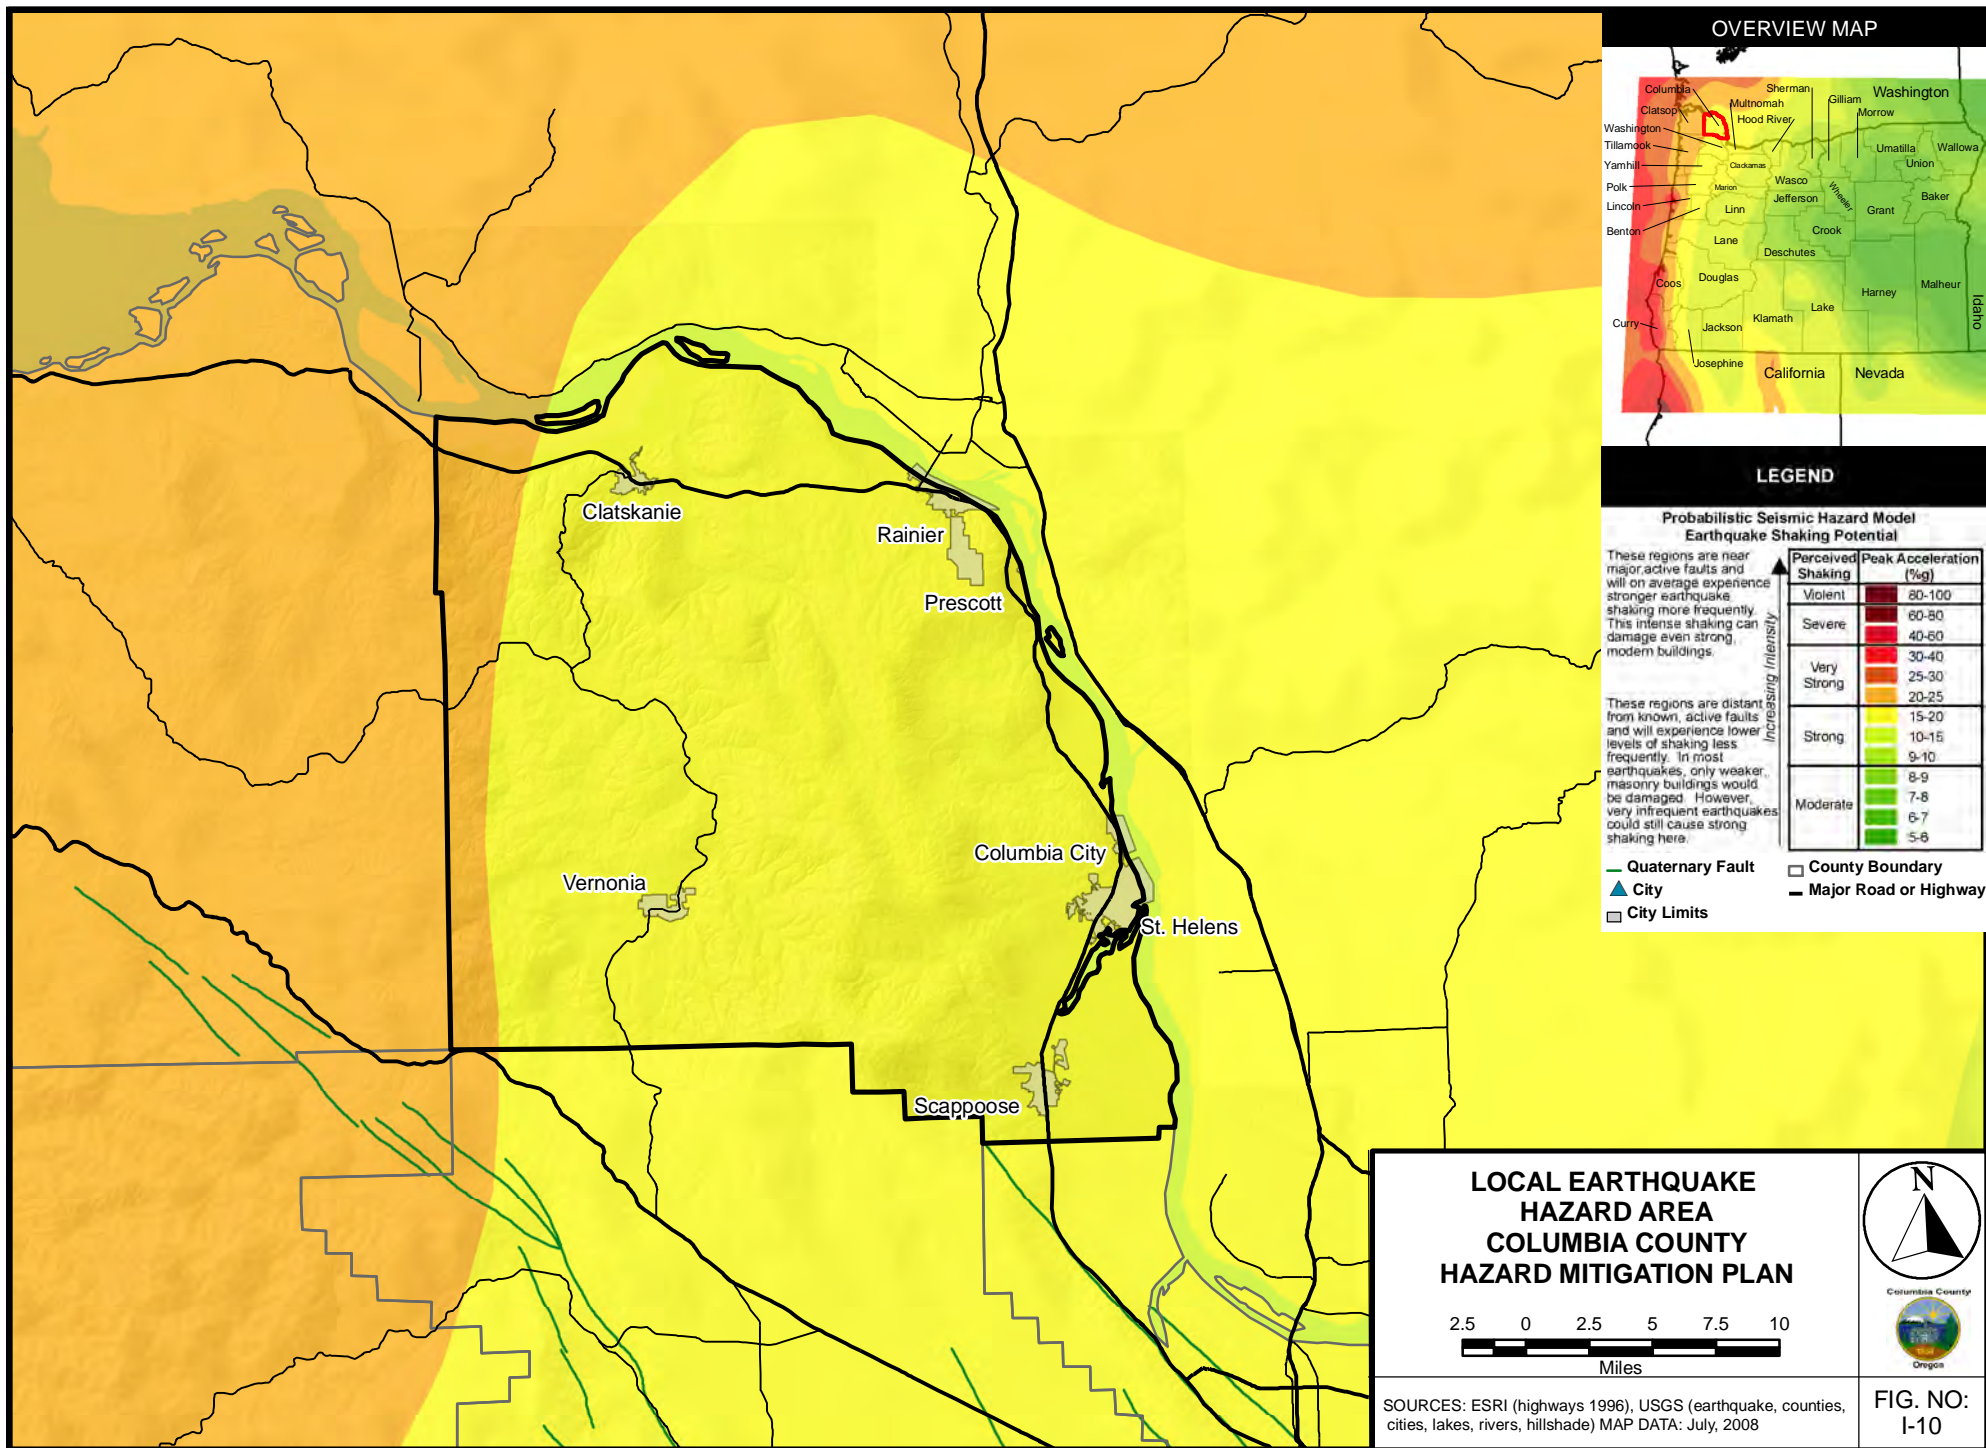 OVERVIEW MAP
Columbia
Sherman
Washington
Clatsop
Multnomah
Gilliam
Hood River
Morrow
Washington
Tillamook
Umatilla
Wallowa
Yamhill
Clackamas
Union
Polk
Marion
Wasco
Wheeler
Baker
Lincoln
Jefferson
Linn
Grant
Benton
Crook
Lane
Deschutes
Douglas
Coos
Malheur
Harney
Lake
Idaho
Curry
Jackson
Klamath
Josephine
California
Nevada
LEGEND
Probabilistic Seismic Hazard Model
Earthquake Shaking Potential
These regions are near
major,active faults and
will on average experience
stronger earthquake
shaking more frequently.
This intense shaking can
damage even strong,
modern buildings.
These regions are distant
from known, active faults
and will experience lower
levels of shaking less
frequently. In most
earthquakes, only weaker,
masonry buildings would
be damaged. However,
very infrequent earthquakes
could still cause strong
shaking here.
Increasing Intensity
Perceived Shaking
Peak Acceleration (%g)
Violent
80-100
Severe
60-80
40-60
Very Strong
30-40
25-30
20-25
Strong
15-20
10-15
9-10
Moderate
8-9
7-8
6-7
5-6
Quaternary Fault
County Boundary
City
Major Road or Highway
City Limits
Clatskanie
Rainier
Prescott
Columbia City
Vernonia
St. Helens
Scappoose
LOCAL EARTHQUAKE
HAZARD AREA
COLUMBIA COUNTY
HAZARD MITIGATION PLAN
2.5 0 2.5 5 7.5 10
Miles
N
Columbia County
Oregon
SOURCES: ESRI (highways 1996), USGS (earthquake, counties,
cities, lakes, rivers, hillshade) MAP DATA: July, 2008
FIG. NO:
I-10